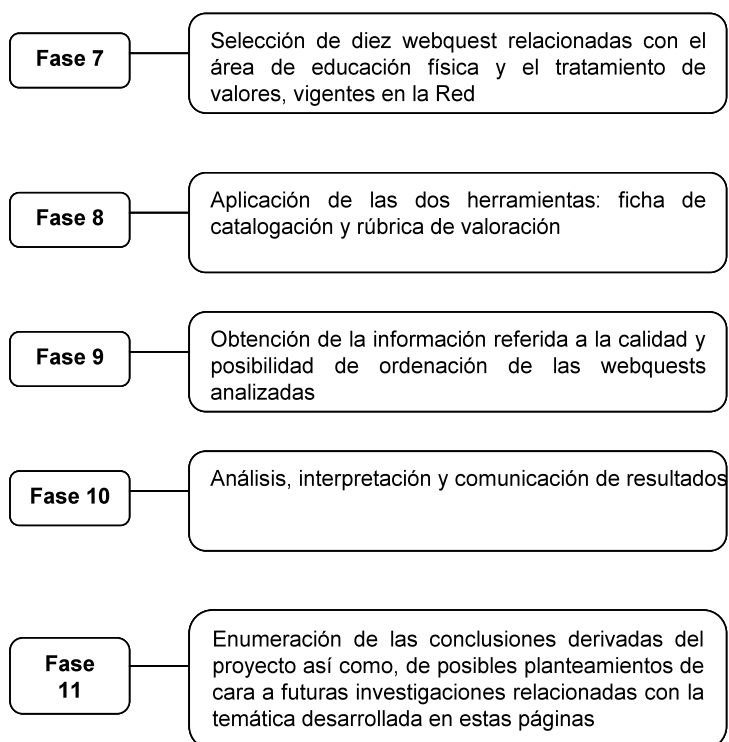 Fase 7
Selección de diez webquest relacionadas con el
área de educación física y el tratamiento de
valores, vigentes en la Red
Fase 8
Aplicación de las dos herramientas: ficha de
catalogación y rúbrica de valoración
Fase 9
Obtención de la información referida a la calidad y
posibilidad de ordenación de las webquests
analizadas
Fase 10
Análisis, interpretación y comunicación de resultados
Fase
11
Enumeración de las conclusiones derivadas del
proyecto así como, de posibles planteamientos de
cara a futuras investigaciones relacionadas con la
temática desarrollada en estas páginas